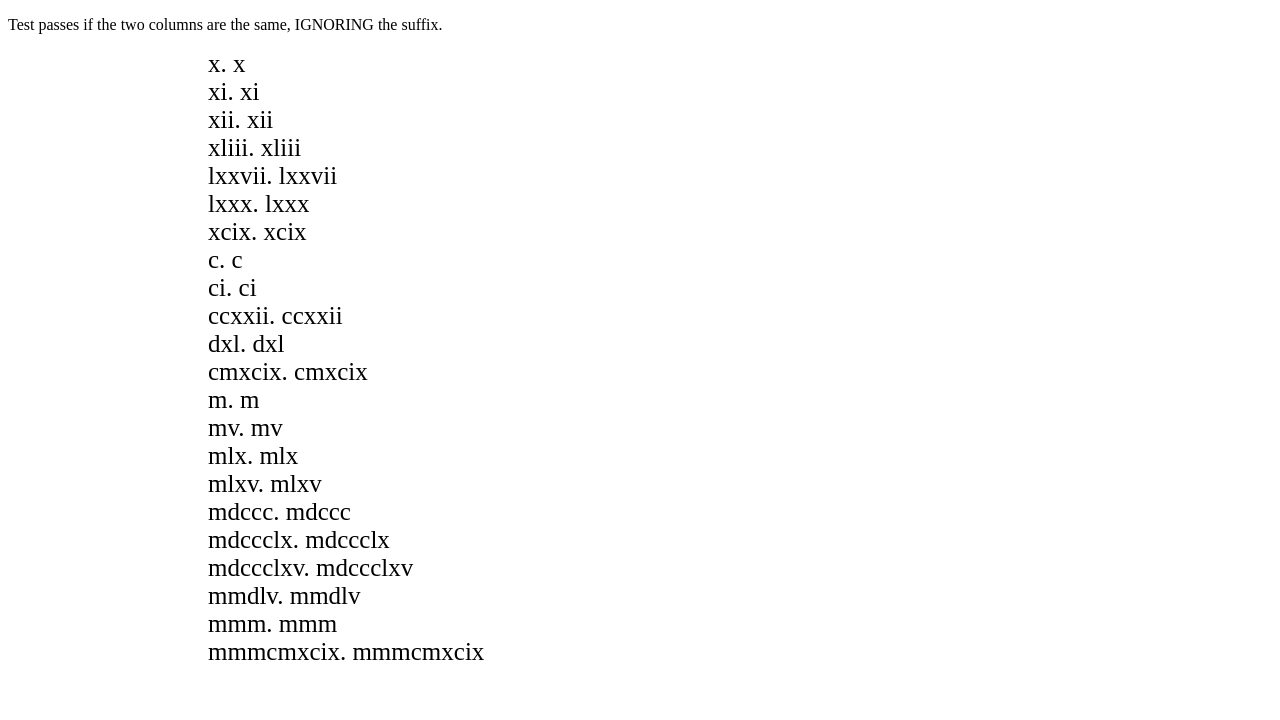 Test passes if the two columns are the same, IGNORING the suffix.
x. x
xi. xi
xii. xii
xliii. xliii
lxxvii. lxxvii
lxxx. lxxx
xcix. xcix
c. c
ci. ci
ccxxii. ccxxii
dxl. dxl
cmxcix. cmxcix
m. m
mv. mv
mlx. mlx
mlxv. mlxv
mdccc. mdccc
mdccclx. mdccclx
mdccclxv. mdccclxv
mmdlv. mmdlv
mmm. mmm
mmmcmxcix. mmmcmxcix